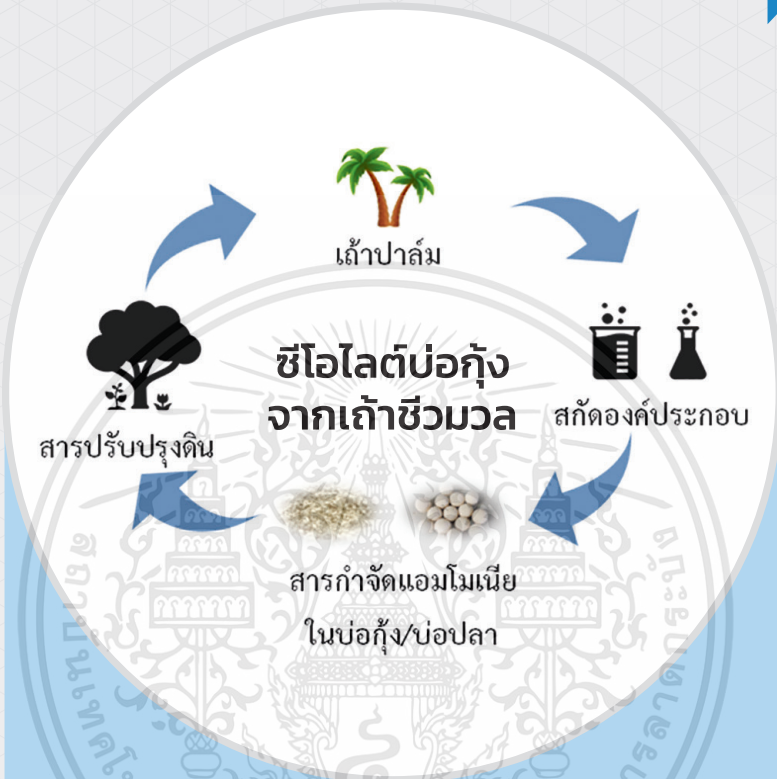 เถ้าปาล์ม
ซีโอไลต์บ่อกุ้ง
จากเถ้าชีวมวล
สกัดองค์ประกอบ
สารปรับปรุงดิน
สารกำจัดแอมโมเนีย
ในบ่อกุ้ง/บ่อปลา